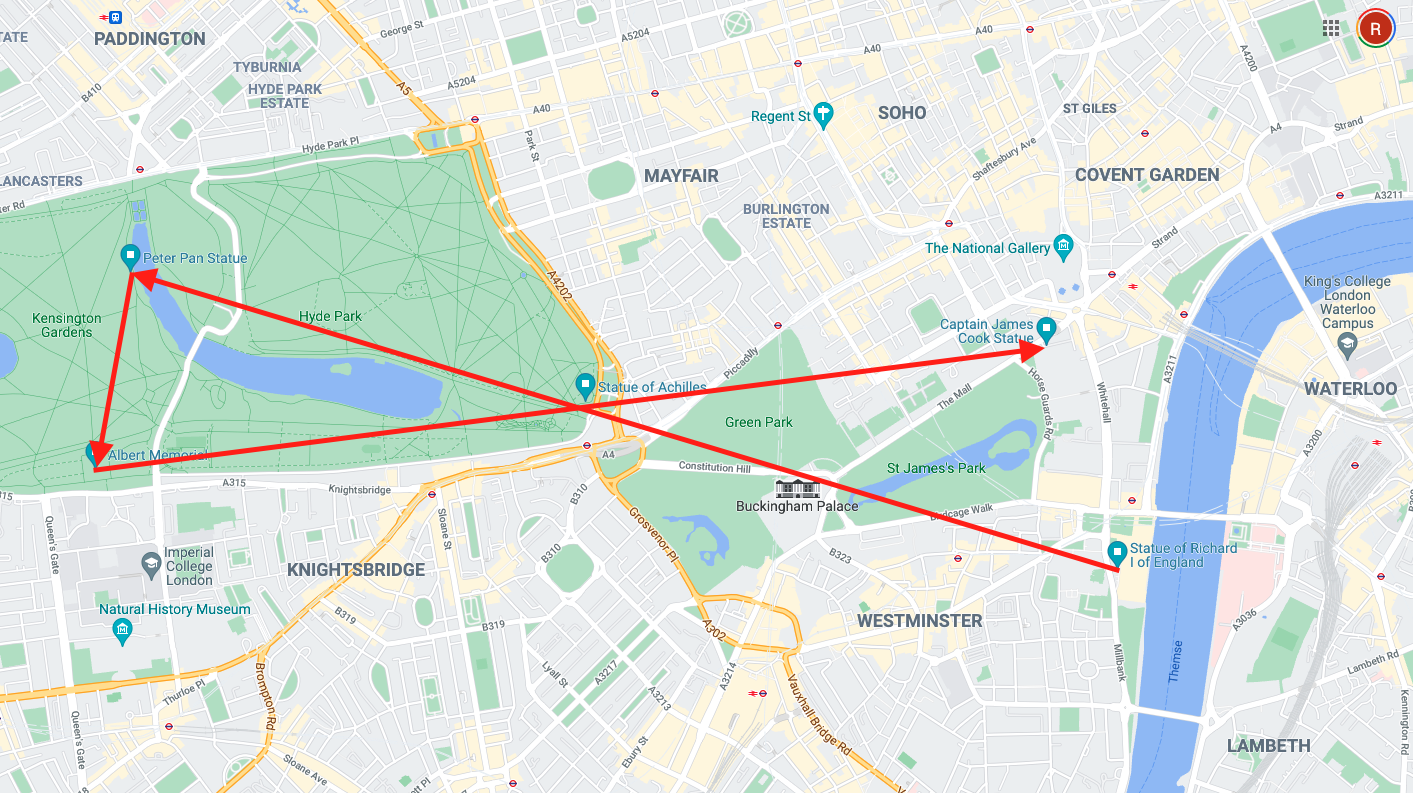 George St
A5204
A40
A4200
R
TATE
PADDINGTON
TYBURNIA
HYDE PARK
ESTATE
B410
A5
A5204
A40
A40
Regent St
SOHO
ST GILES
A4
Strand
Hyde Park Pl
Park St
Shaftesbury Ave
LANCASTERS
MAYFAIR
COVENT GARDEN
A3211
ter Rd
BURLINGTON
ESTATE
Strand
The National Gallery
Peter Pan Statue
A4202
King's College
London
Waterloo
Campus
Kensington
Gardens
Hyde Park
Captain James
Cook Statue
Piccadilly
A3211
Statue of Achilles
The Mall
Horse Guards Rd
Whitehall
WATERLOO
Green Park
A3200
Albert Memorial
A4
Constitution Hill
St James's Park
A315
A315
Knightsbridge
B310
Buckingham Palace
Birdcage Walk
Queen's Gate
Sloane St
Grosvenor Pl
B310
B323
Statue of Richard
I of England
Imperial
College
London
KNIGHTSBRIDGE
Natural History Museum
B319
B319
A302
WESTMINSTER
A3036
Themse
Millbank
Lyall St
A3217
A3214
A3213
Lambeth Rd
Thurloe Pl
Brompton Rd
Vauxhall Bridge Rd
Queen's Gate
Kennington Rd
Ebury St
LAMBETH
Sloane Ave
tt Pl